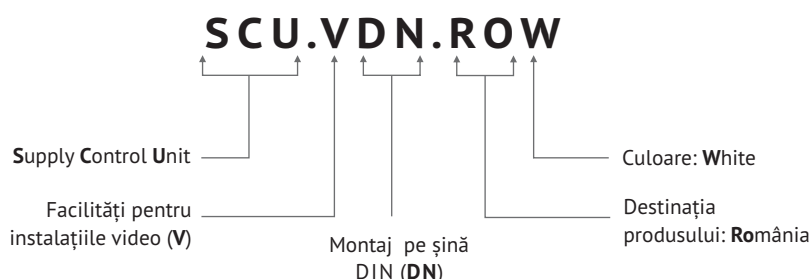 SCU.VDN.ROW
Supply Control Unit
Culoare: White
Facilități pentru
instalațiile video (V)
Montaj pe șină
DIN (DN)
Destinația
produsului: România